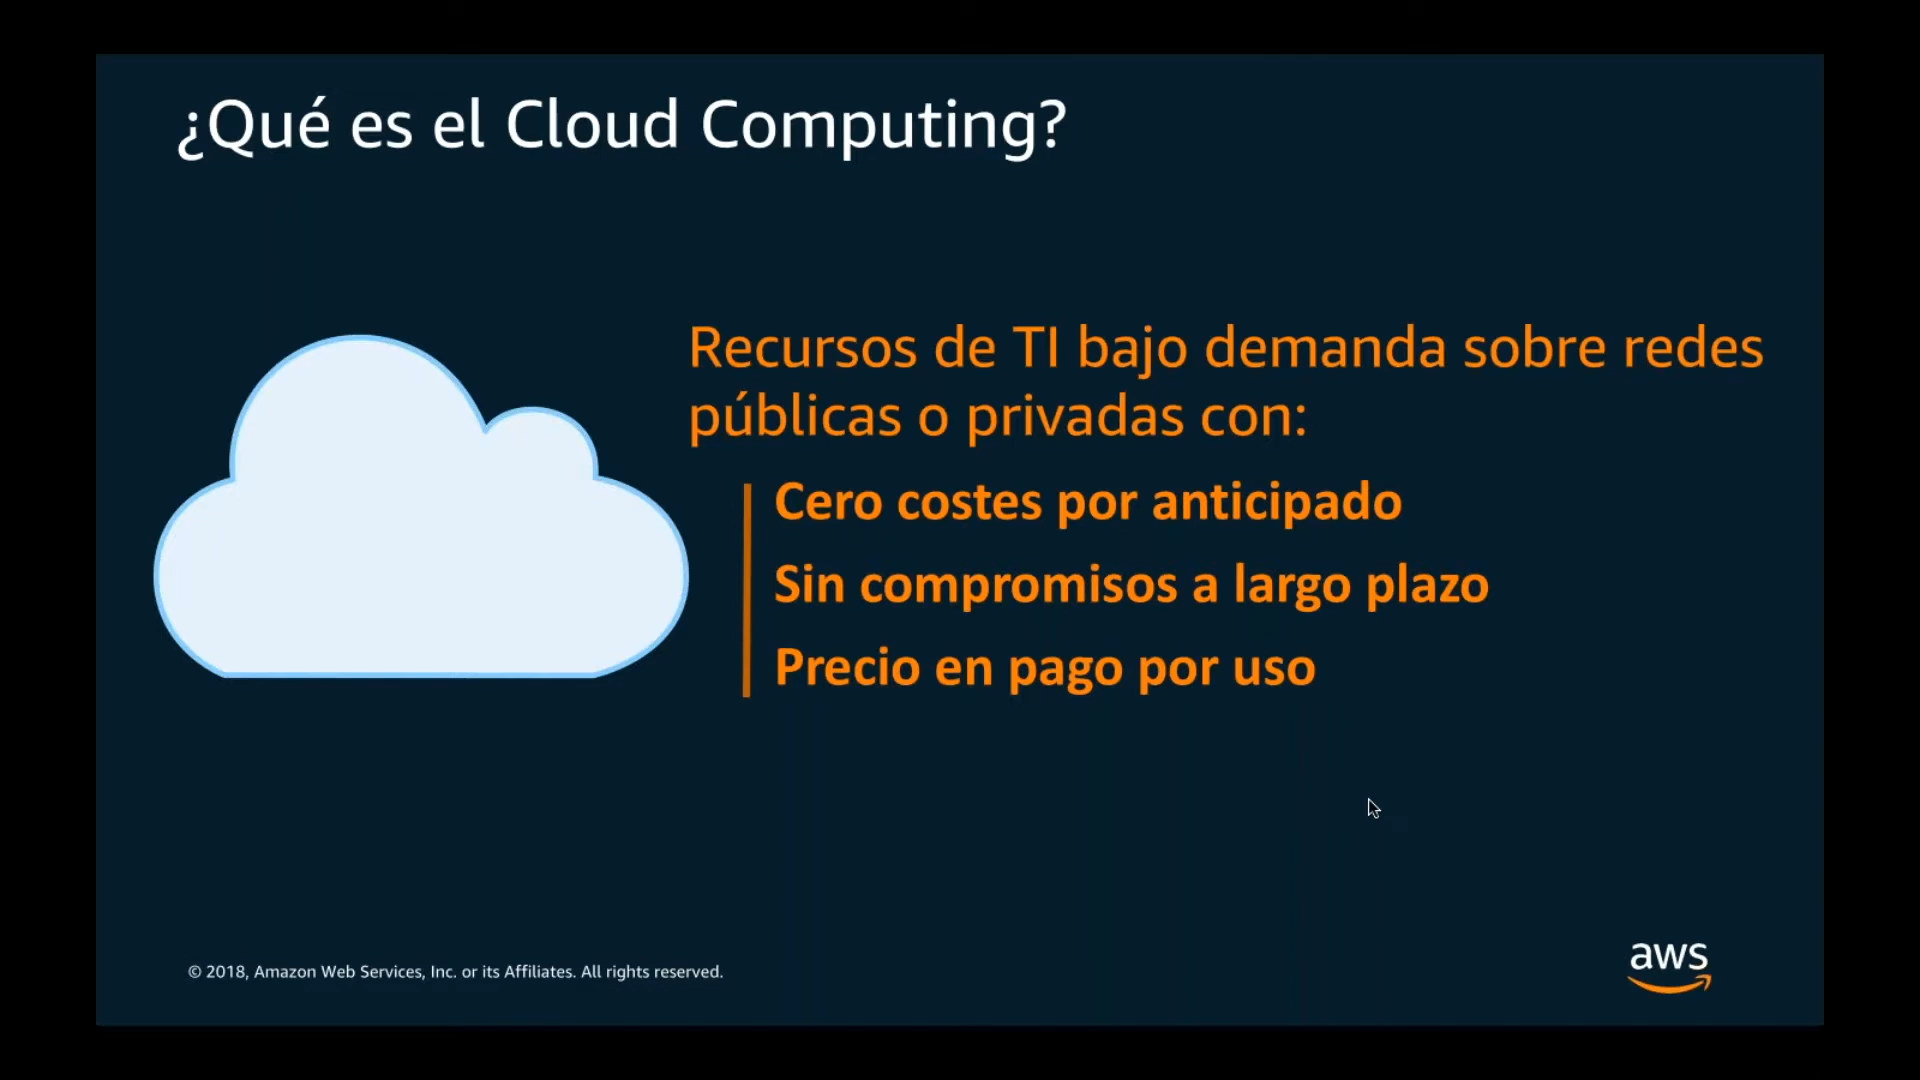 ¿Qué es el Cloud Computing?
Recursos de TI bajo demanda sobre redes
públicas o privadas con:
Cero costes por anticipado
Sin compromisos a largo plazo
Precio en pago por uso
© 2018, Amazon Web Services, Inc. or its Affiliates. All rights reserved.
aws